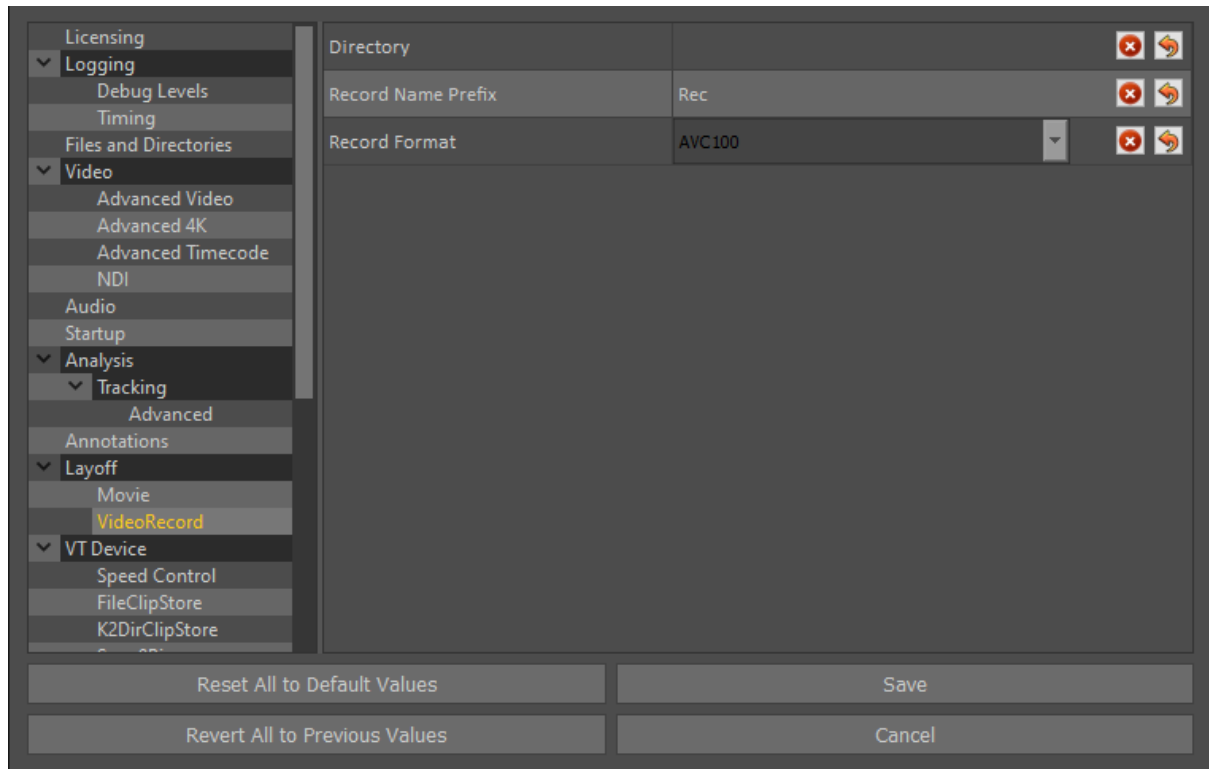 Licensing
Logging
Debug Levels
Timing
Files and Directories
Video
Advanced Video
Advanced 4K
Advanced Timecode
NDI
Audio
Startup
Analysis
Tracking
Advanced
Annotations
Layoff
Movie
VideoRecord
VT Device
Speed Control
FileClipStore
K2DirClipStore
Directory
Record Name Prefix Rec
Record Format AVC100
Reset All to Default Values Save
Revert All to Previous Values Cancel